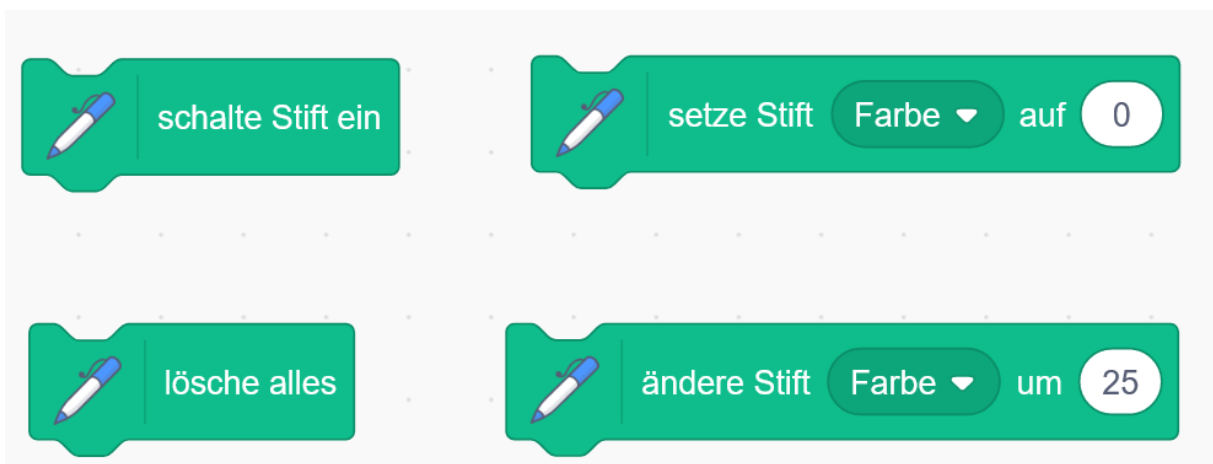 schalte Stift ein
setze Stift Farbe auf 0
lösche alles
ändere Stift Farbe um 25